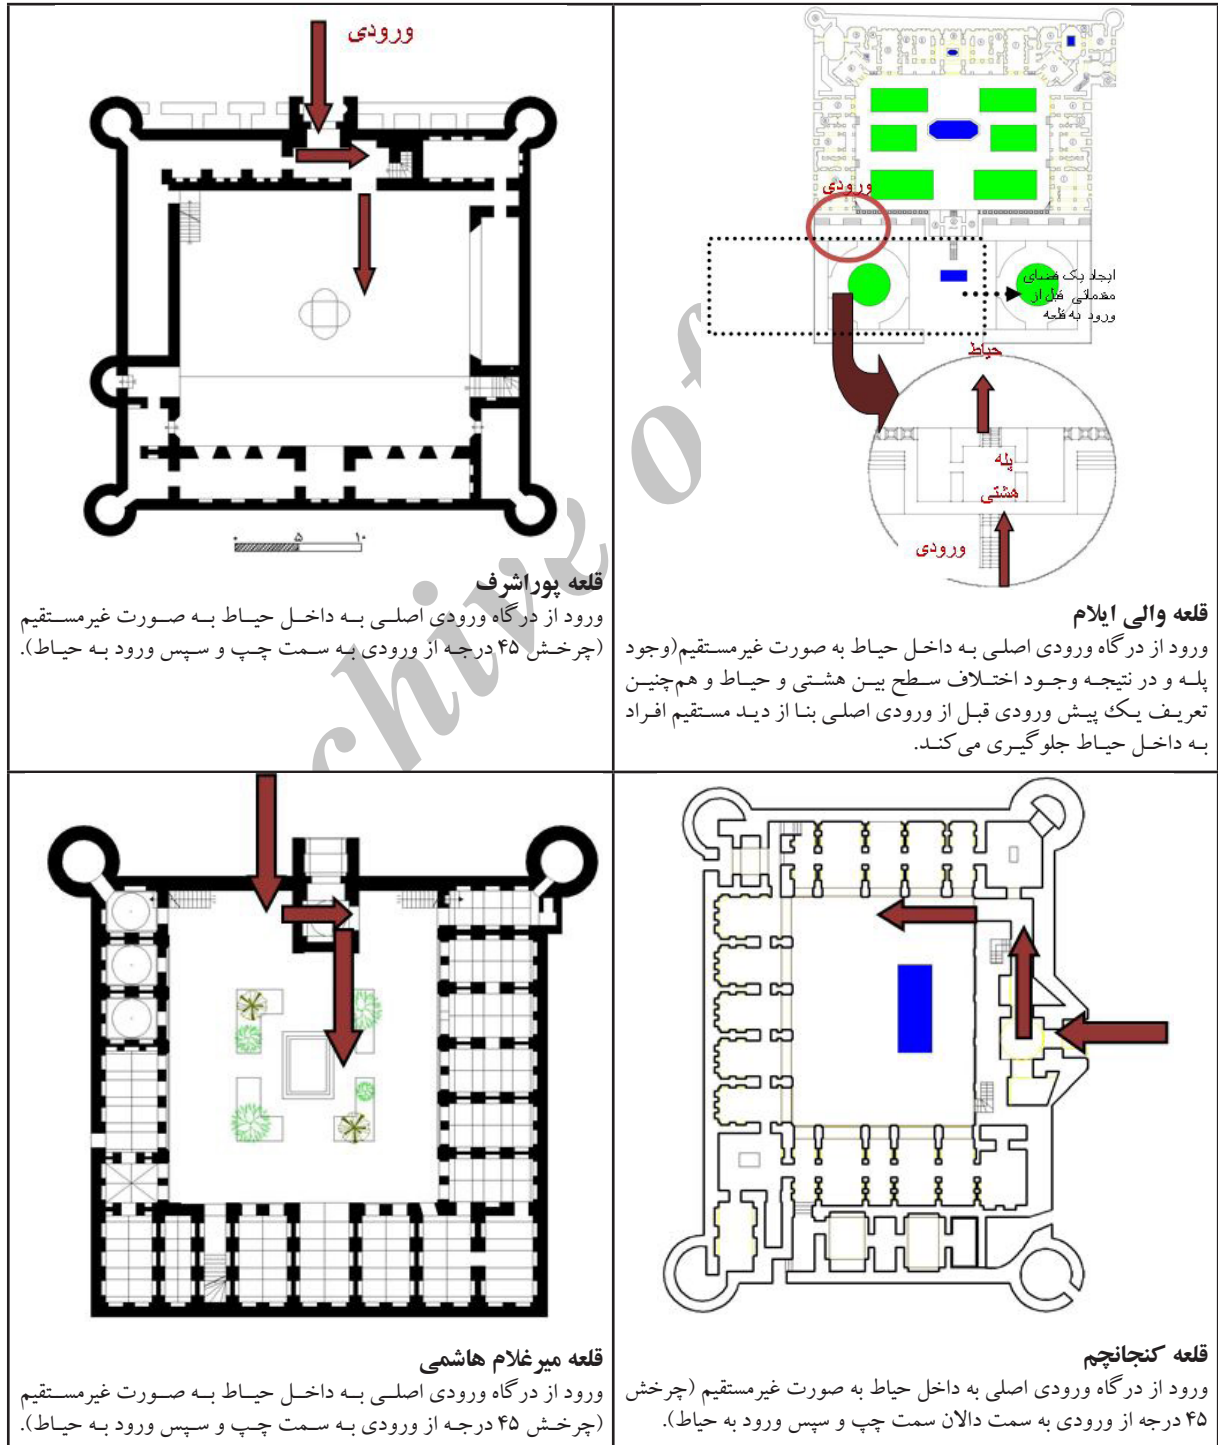 ورودی
ایجاد یک فضای
مقدماتی قبل از
ورود به قلعه
حیاط
پله
هشتی
ورودی
قلعه والی ایلام
ورود از درگاه ورودی اصلی به داخل حیاط به صورت غیرمستقیم(وجود
پله و در نتیجه وجود اختلاف سطح بین هشتی و حیاط و هم‌چنین
تعریف یک پیش ورودی قبل از ورودی اصلی بنا از دید مستقیم افراد
به داخل حیاط جلوگیری می‌کند.
ورودی
۰ ۵ ۱۰
قلعه پوراشرف
ورود از درگاه ورودی اصلی به داخل حیاط به صورت غیرمستقیم
(چرخش ۴۵ درجه از ورودی به سمت چپ و سپس ورود به حیاط).
قلعه کنجانچم
ورود از درگاه ورودی اصلی به داخل حیاط به صورت غیرمستقیم (چرخش
۴۵ درجه از ورودی به سمت دالان سمت چپ و سپس ورود به حیاط).
قلعه میرغلام هاشمی
ورود از درگاه ورودی اصلی به داخل حیاط به صورت غیرمستقیم
(چرخش ۴۵ درجه از ورودی به سمت چپ و سپس ورود به حیاط).
chive of